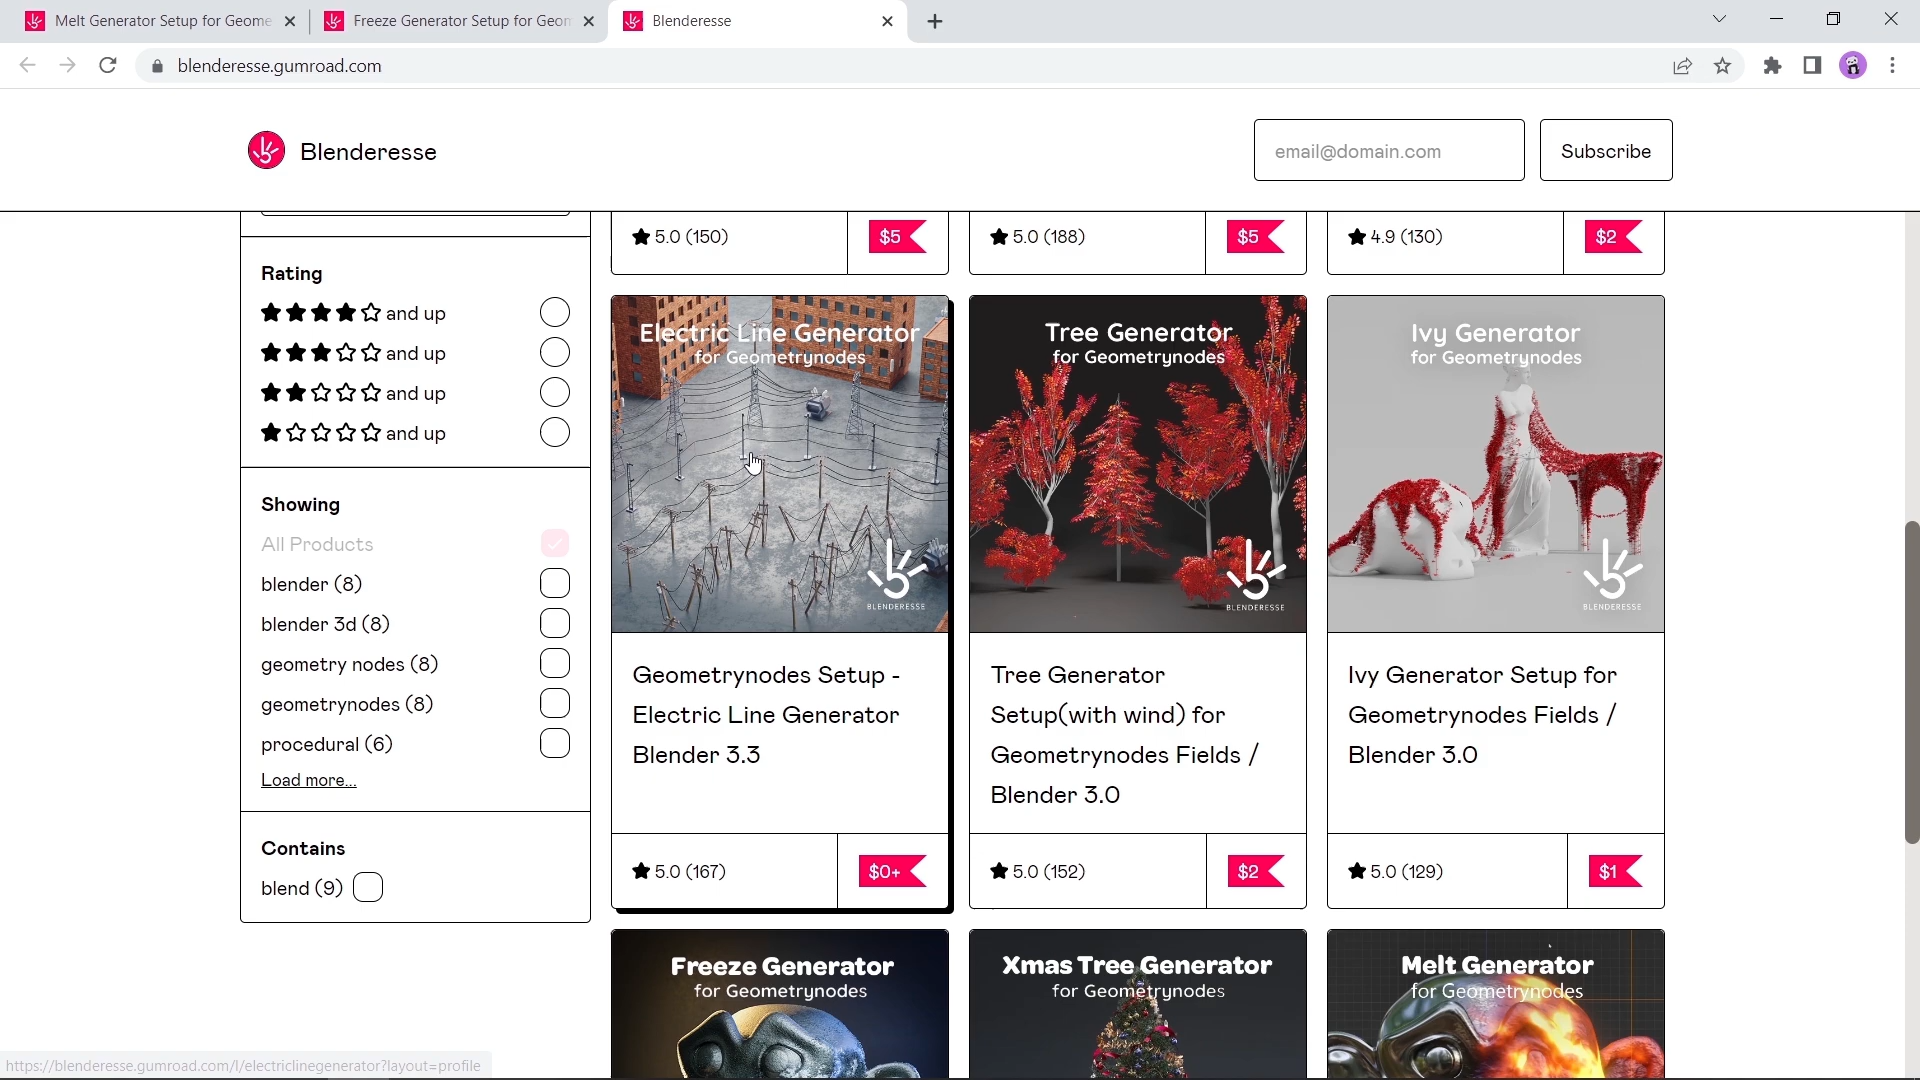 Melt Generator Setup for Geome
Freeze Generator Setup for Geon
Blenderesse
blenderesse.gumroad.com
Blenderesse
email@domain.com
Subscribe
5.0 (150)
$5
5.0 (188)
$5
4.9 (130)
$2
Rating
and up
and up
and up
and up
Showing
All Products
blender (8)
blender 3d (8)
geometry nodes (8)
geometrynodes (8)
procedural (6)
Load more...
Contains
blend (9)
Electric Line Generator
for Geometrynodes
BLENDERESSE
Geometrynodes Setup -
Electric Line Generator
Blender 3.3
5.0 (167)
$0+
Tree Generator
for Geometrynodes
BLENDERESSE
Tree Generator
Setup(with wind) for
Geometrynodes Fields /
Blender 3.0
5.0 (152)
$2
Ivy Generator
for Geometrynodes
BLENDERESSE
Ivy Generator Setup for
Geometrynodes Fields /
Blender 3.0
5.0 (129)
$1
Freeze Generator
for Geometrynodes
Xmas Tree Generator
for Geometrynodes
Melt Generator
for Geometrynodes
https://blenderesse.gumroad.com/l/electriclinegenerator?layout=profile